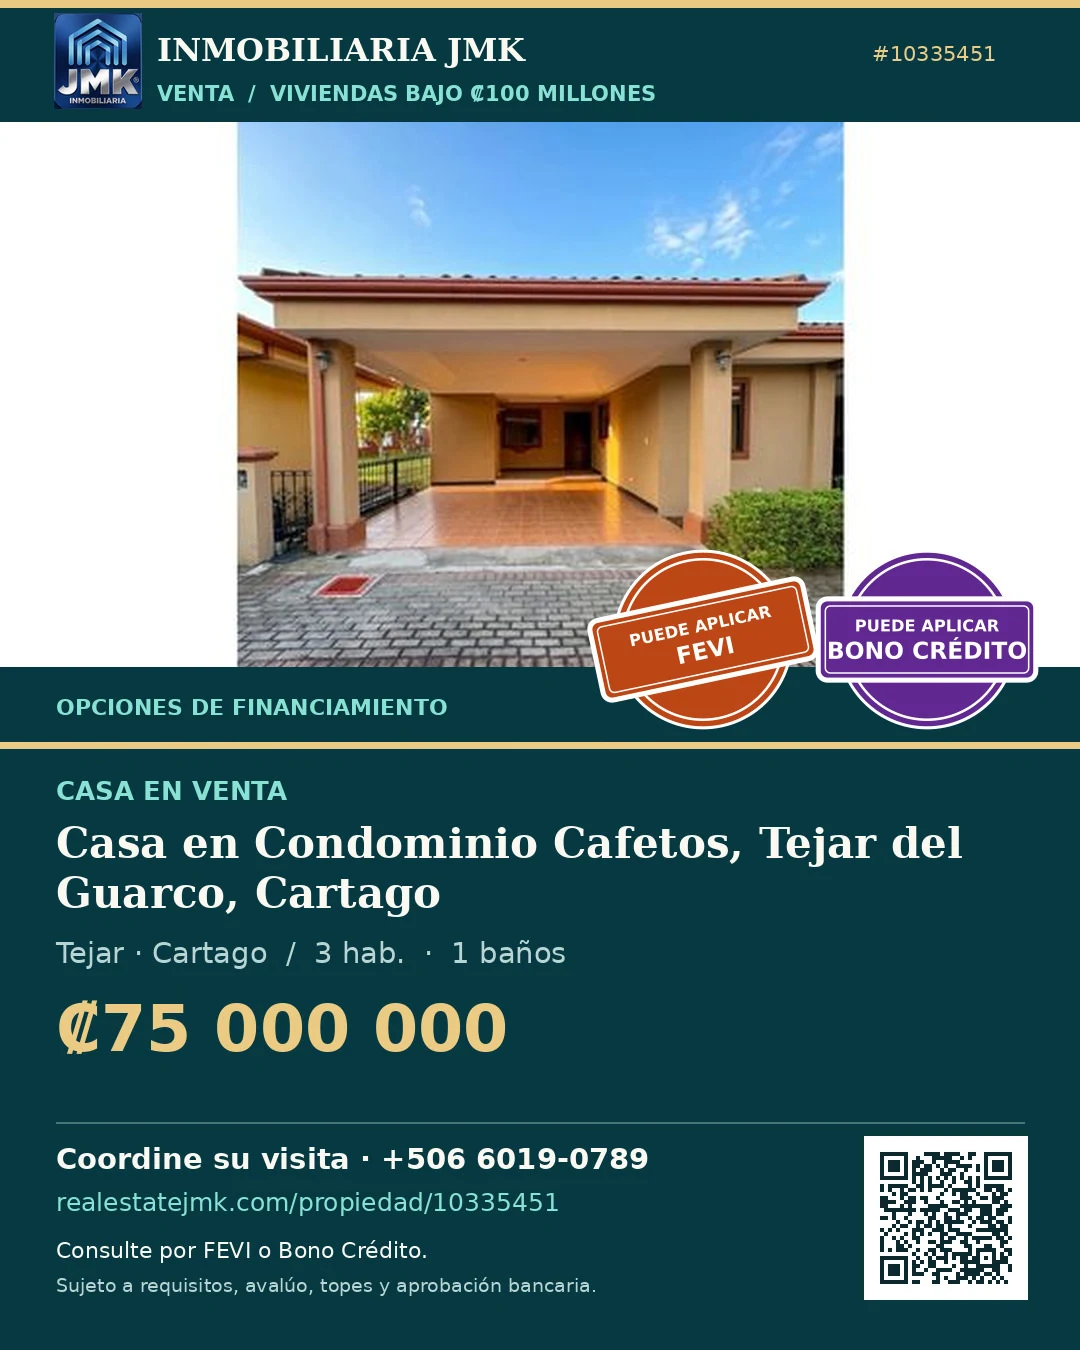 JMK
INMOBILIARIA
INMOBILIARIA JMK
#10335451
VENTA / VIVIENDAS BAJO ₡100 MILLONES
PUEDE APLICAR
FEVI
PUEDE APLICAR
BONO CRÉDITO
OPCIONES DE FINANCIAMIENTO
CASA EN VENTA
Casa en Condominio Cafetos, Tejar del
Guarco, Cartago
Tejar · Cartago / 3 hab. · 1 baños
₡75 000 000
Coordine su visita · +506 6019-0789
realestatejmk.com/propiedad/10335451
Consulte por FEVI o Bono Crédito.
Sujeto a requisitos, avalúo, topes y aprobación bancaria.